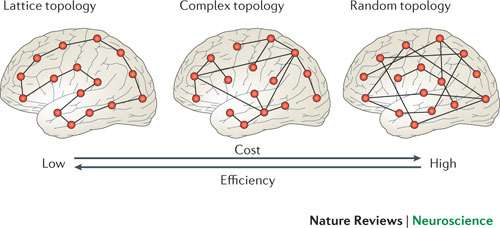 Lattice topology
Complex topology
Random topology
Cost
Low
High
Efficiency
Nature Reviews | Neuroscience